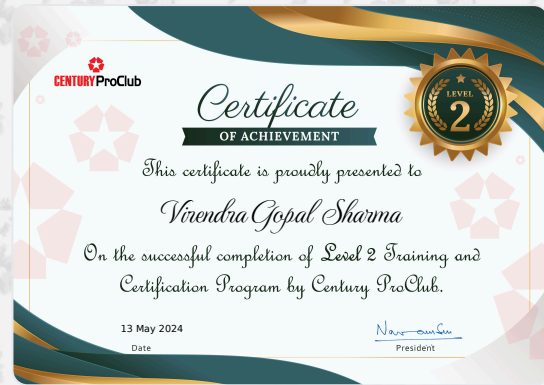 CENTURY ProClub
LEVEL
2
Certificate
OF ACHIEVEMENT
This certificate is proudly presented to
Virendra Gopal Sharma
On the successful completion of Level 2 Training and
Certification Program by Century ProClub.
13 May 2024
Date
President